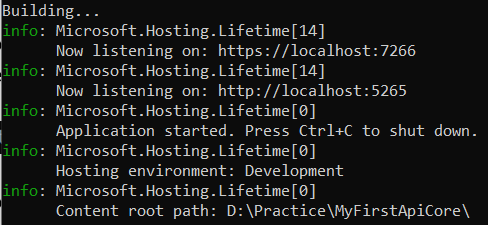 Building...
info: Microsoft.Hosting.Lifetime[14]
Now listening on: https://localhost:7266
info: Microsoft.Hosting.Lifetime[14]
Now listening on: http://localhost:5265
info: Microsoft.Hosting.Lifetime[0]
Application started. Press Ctrl+C to shut down.
info: Microsoft.Hosting.Lifetime[0]
Hosting environment: Development
info: Microsoft.Hosting.Lifetime[0]
Content root path: D:\Practice\MyFirstApiCore\